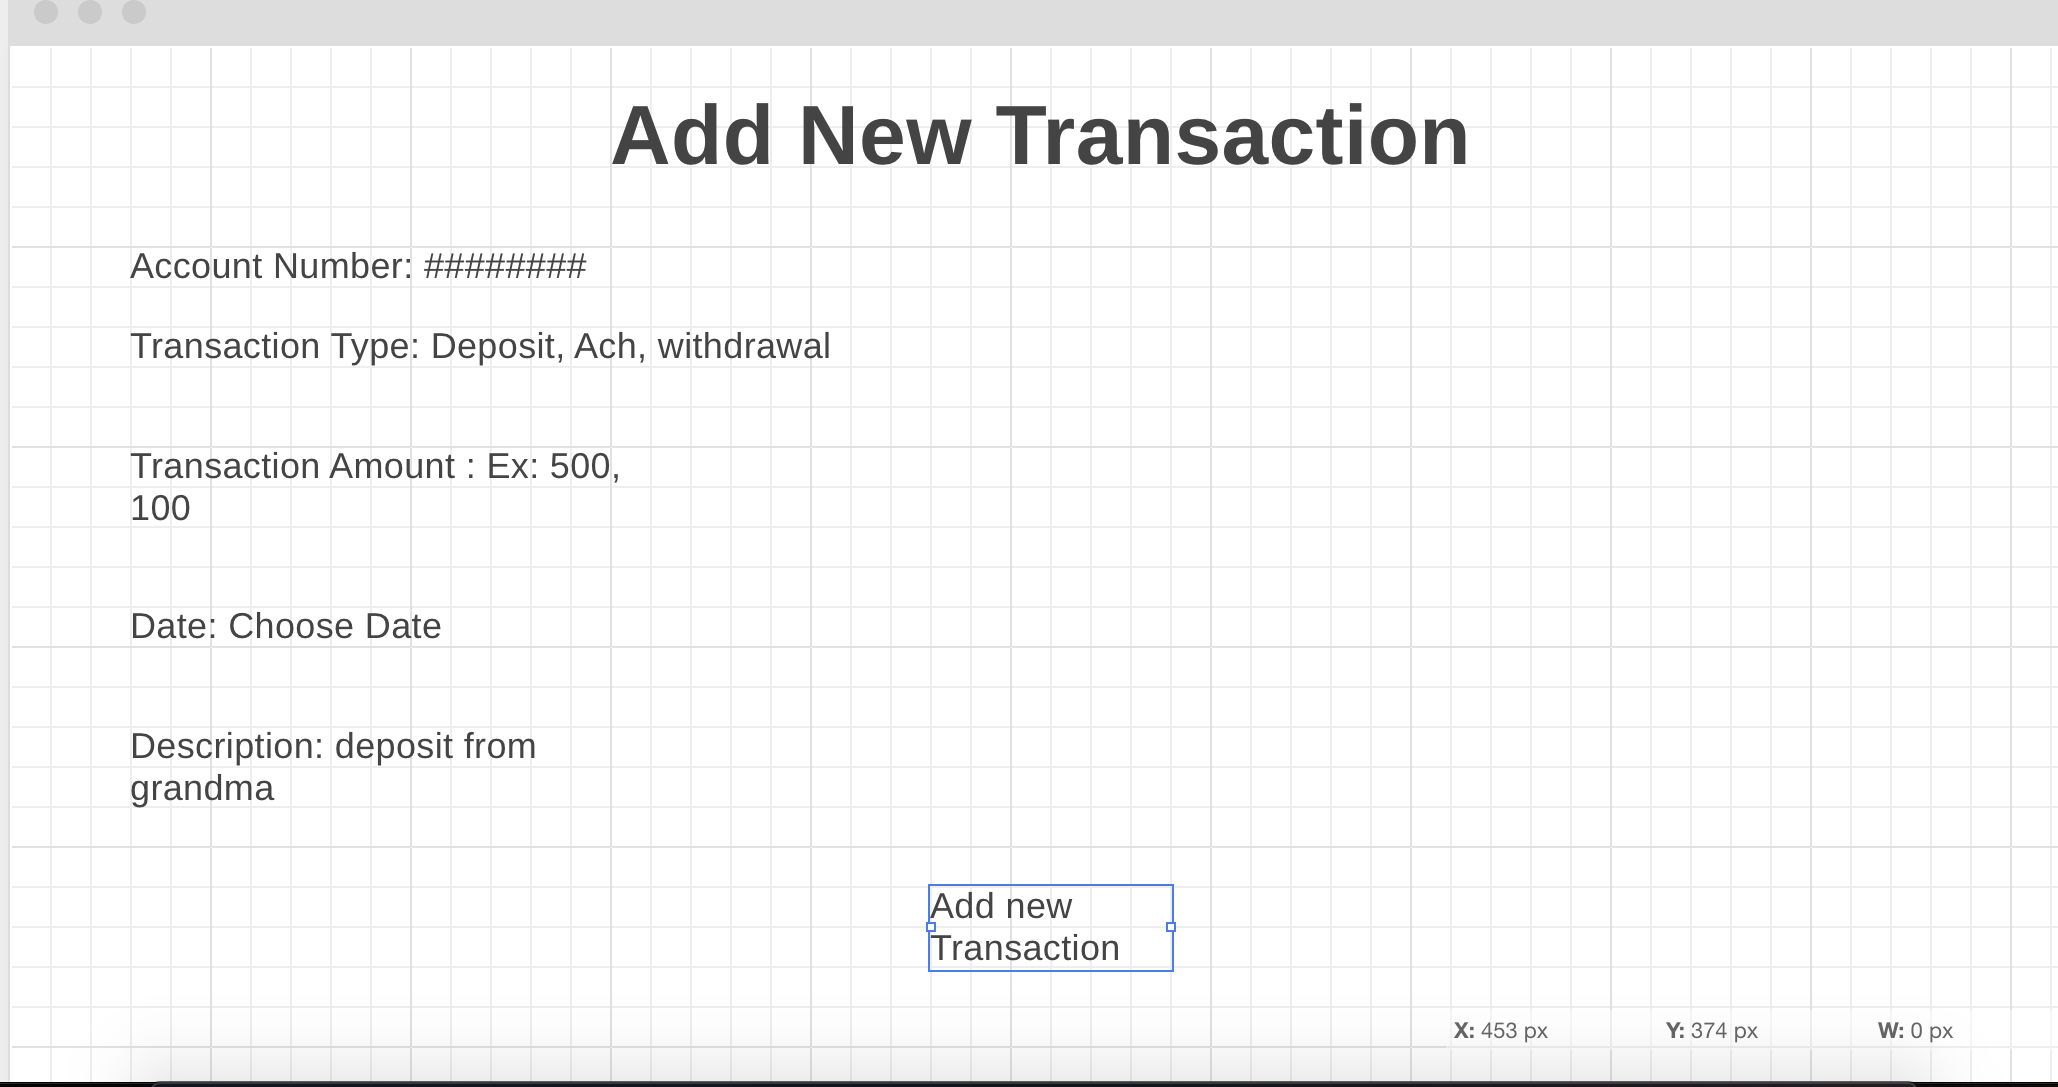 Add New Transaction
Account Number: ########
Transaction Type: Deposit, Ach, withdrawal
Transaction Amount : Ex: 500,
100
Date: Choose Date
Description: deposit from
grandma
Add new
Transaction
X: 453 px Y: 374 px W: 0 px